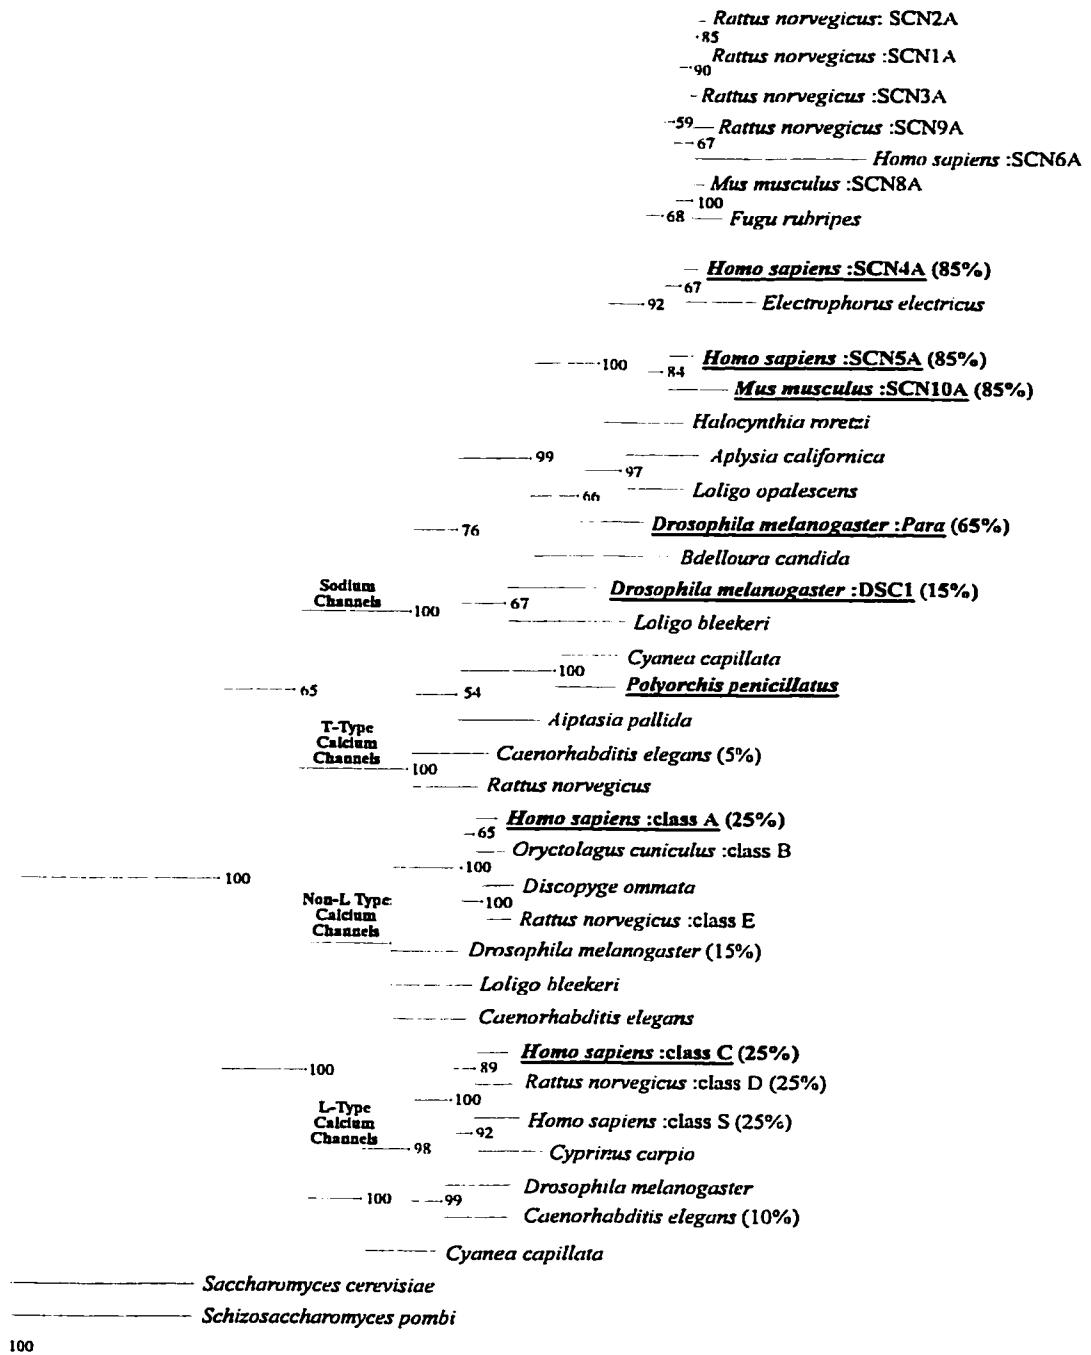 Rattus norvegicus: SCN2A
85
Rattus norvegicus :SCN1A
90
Rattus norvegicus :SCN3A
59
Rattus norvegicus :SCN9A
67
Homo sapiens :SCN6A
Mus musculus :SCN8A
100
68
Fugu rubripes
Homo sapiens :SCN4A (85%)
67
92
Electrophorus electricus
Homo sapiens :SCN5A (85%)
100
84
Mus musculus :SCN10A (85%)
Halocynthia roretzi
99
Aplysia californica
97
66
Loligo opalescens
76
Drosophila melanogaster :Para (65%)
Bdelloura candida
Sodium
Channels
Drosophila melanogaster :DSC1 (15%)
100
67
Loligo bleekeri
Cyanea capillata
100
65
54
Polyorchis penicillatus
Aiptasia pallida
T-Type
Calcium
Channels
Caenorhabditis elegans (5%)
100
Rattus norvegicus
Homo sapiens :class A (25%)
65
Oryctolagus cuniculus :class B
100
100
Discopyge ommata
Non-L Type
Calcium
Channels
100
Rattus norvegicus :class E
Drosophila melanogaster (15%)
Loligo bleekeri
Caenorhabditis elegans
Homo sapiens :class C (25%)
100
89
Rattus norvegicus :class D (25%)
100
L-Type
Calcium
Channels
Homo sapiens :class S (25%)
92
98
Cyprinus carpio
Drosophila melanogaster
100
99
Caenorhabditis elegans (10%)
Cyanea capillata
Saccharomyces cerevisiae
Schizosaccharomyces pombi
100